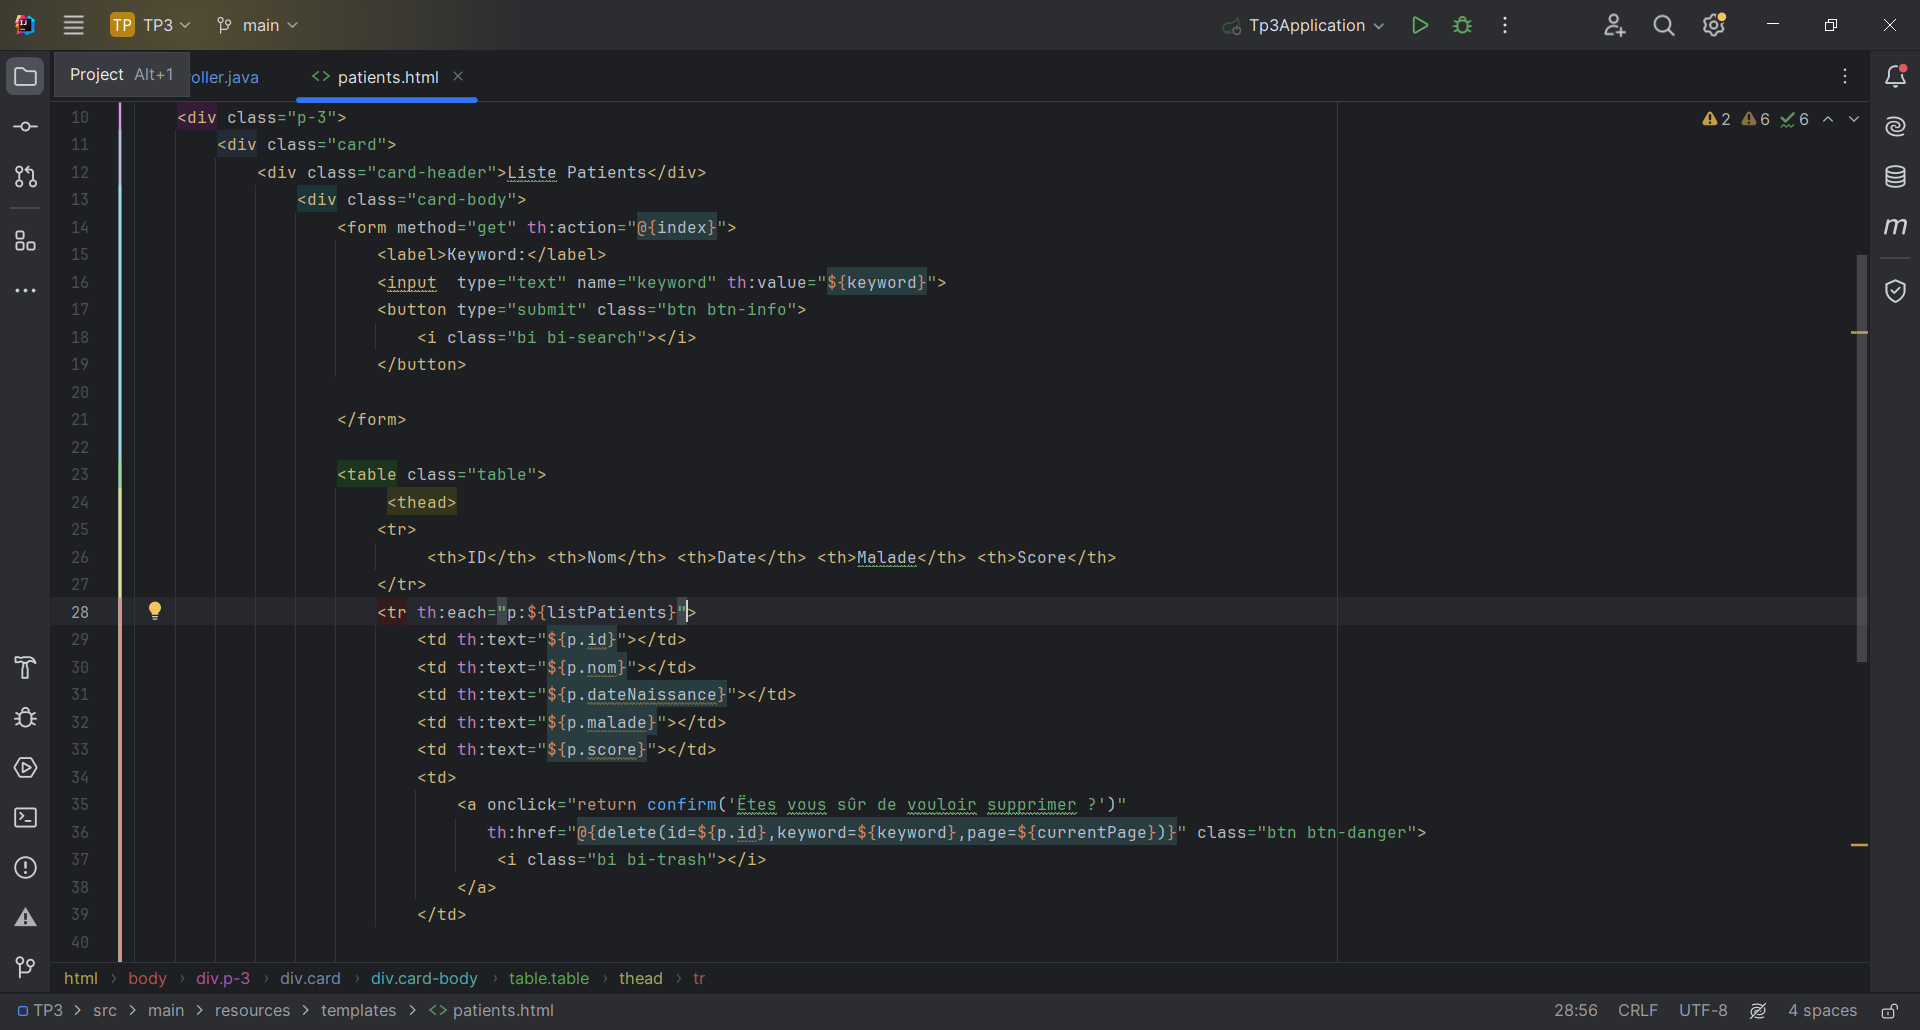 TP TP3 main Tp3Application
Project Alt+1 roller.java <> patients.html
2 6 6
10 <div class="p-3">
11 <div class="card">
12 <div class="card-header">Liste Patients</div>
13 <div class="card-body">
14 <form method="get" th:action="@{index}">
15 <label>Keyword:</label>
16 <input  type="text" name="keyword" th:value="${keyword}">
17 <button type="submit" class="btn btn-info">
18 <i class="bi bi-search"></i>
19 </button>
20
21 </form>
22
23 <table class="table">
24 <thead>
25 <tr>
26 <th>ID</th> <th>Nom</th> <th>Date</th> <th>Malade</th> <th>Score</th>
27 </tr>
28 <tr th:each="p:${listPatients}">
29 <td th:text="${p.id}"></td>
30 <td th:text="${p.nom}"></td>
31 <td th:text="${p.dateNaissance}"></td>
32 <td th:text="${p.malade}"></td>
33 <td th:text="${p.score}"></td>
34 <td>
35 <a onclick="return confirm('Ëtes vous sûr de vouloir supprimer ?')"
36 th:href="@{delete(id=${p.id},keyword=${keyword},page=${currentPage})}" class="btn btn-danger">
37 <i class="bi bi-trash"></i>
38 </a>
39 </td>
40
html > body > div.p-3 > div.card > div.card-body > table.table > thead > tr
TP3 > src > main > resources > templates > <> patients.html 28:56 CRLF UTF-8 4 spaces